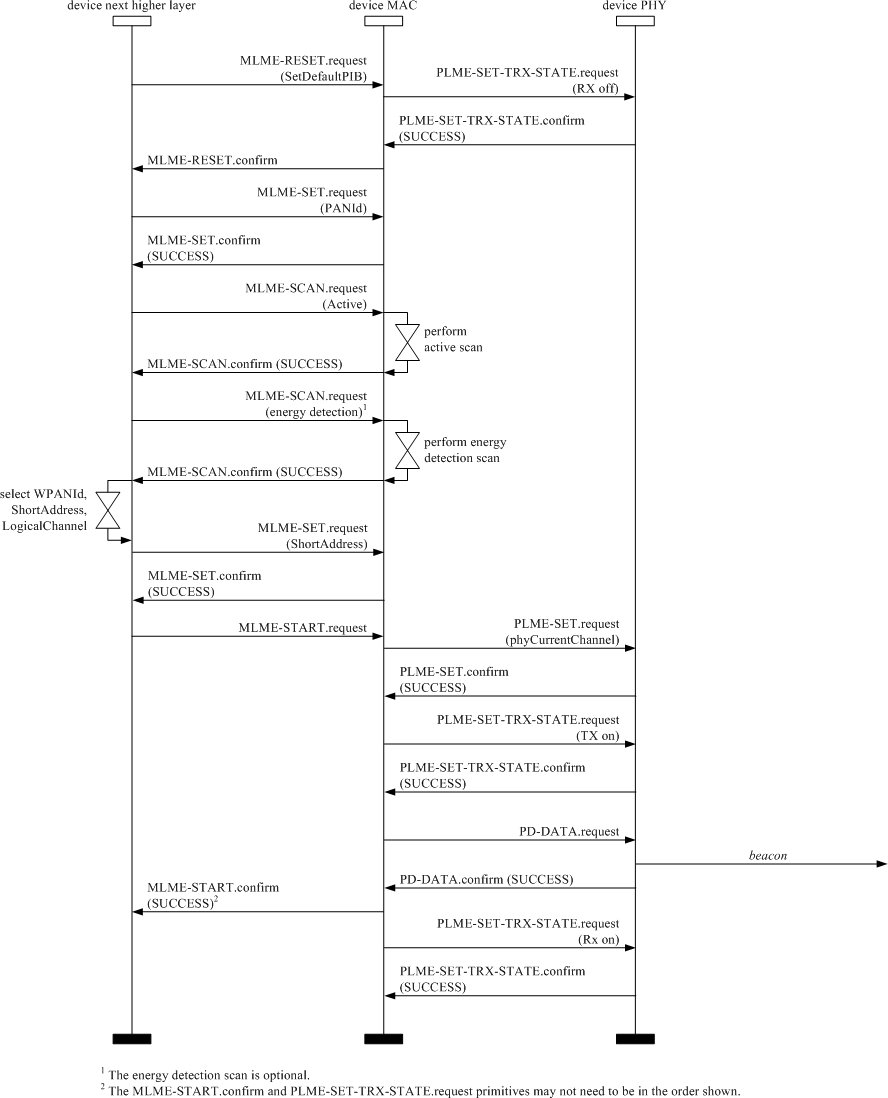 device next higher layer
device MAC
device PHY
MLME-RESET.request
(SetDefaultPIB)
PLME-SET-TRX-STATE.request
(RX off)
PLME-SET-TRX-STATE.confirm
(SUCCESS)
MLME-RESET.confirm
MLME-SET.request
(PANId)
MLME-SET.confirm
(SUCCESS)
MLME-SCAN.request
(Active)
perform
active scan
MLME-SCAN.confirm (SUCCESS)
MLME-SCAN.request
(energy detection)1
perform energy
detection scan
MLME-SCAN.confirm (SUCCESS)
select WPANId,
ShortAddress,
LogicalChannel
MLME-SET.request
(ShortAddress)
MLME-SET.confirm
(SUCCESS)
MLME-START.request
PLME-SET.request
(phyCurrentChannel)
PLME-SET.confirm
(SUCCESS)
PLME-SET-TRX-STATE.request
(TX on)
PLME-SET-TRX-STATE.confirm
(SUCCESS)
PD-DATA.request
beacon
PD-DATA.confirm (SUCCESS)
MLME-START.confirm
(SUCCESS)2
PLME-SET-TRX-STATE.request
(Rx on)
PLME-SET-TRX-STATE.confirm
(SUCCESS)
1 The energy detection scan is optional.
2 The MLME-START.confirm and PLME-SET-TRX-STATE.request primitives may not need to be in the order shown.